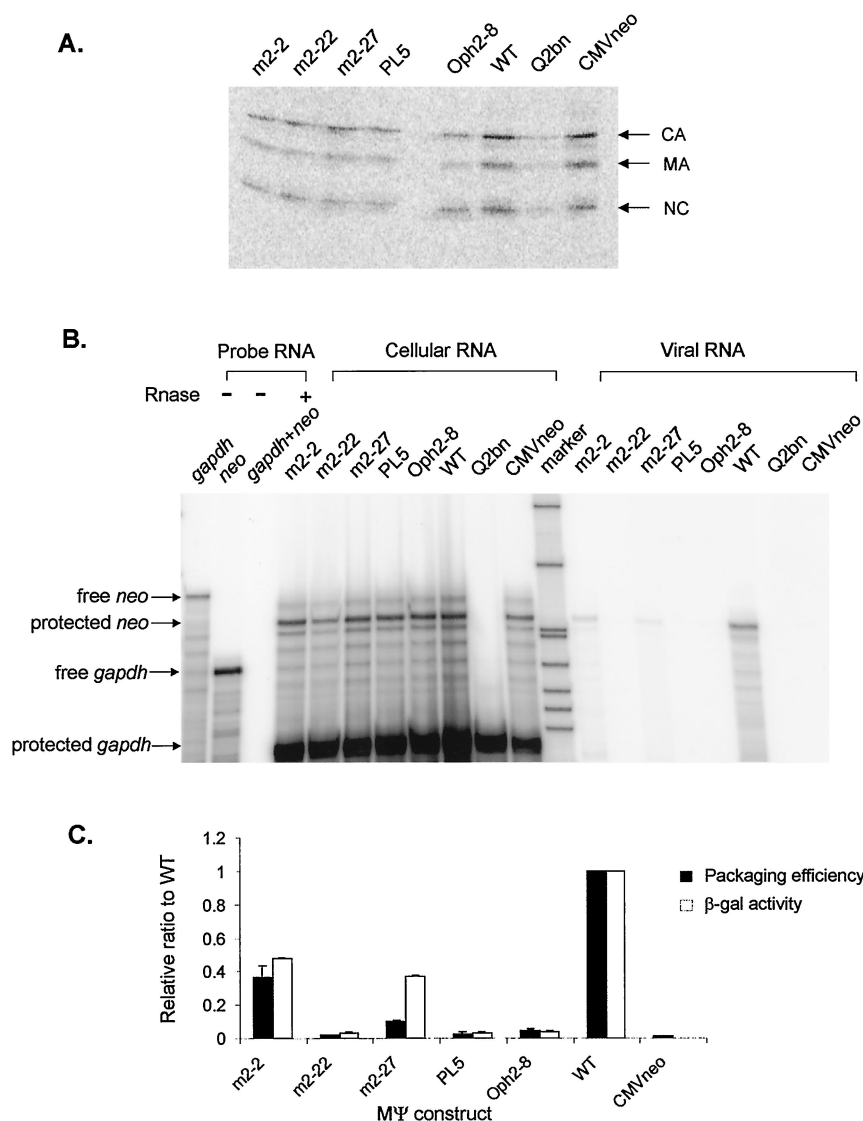 A.
m2-2 m2-22 m2-27 PL5 Oph2-8 WT Q2bn CMVneo
CA
MA
NC
B.
Probe RNA Cellular RNA Viral RNA
Rnase - - +
gapdh neo gapdh+neo m2-2 m2-22 m2-27 PL5 Oph2-8 WT Q2bn CMVneo marker m2-2 m2-22 m2-27 PL5 Oph2-8 WT Q2bn CMVneo
free neo
protected neo
free gapdh
protected gapdh
C.
Relative ratio to WT
1.2
1
0.8
0.6
0.4
0.2
0
Packaging efficiency
β-gal activity
m2-2 m2-22 m2-27 PL5 Oph2-8 WT CMVneo
MΨ construct